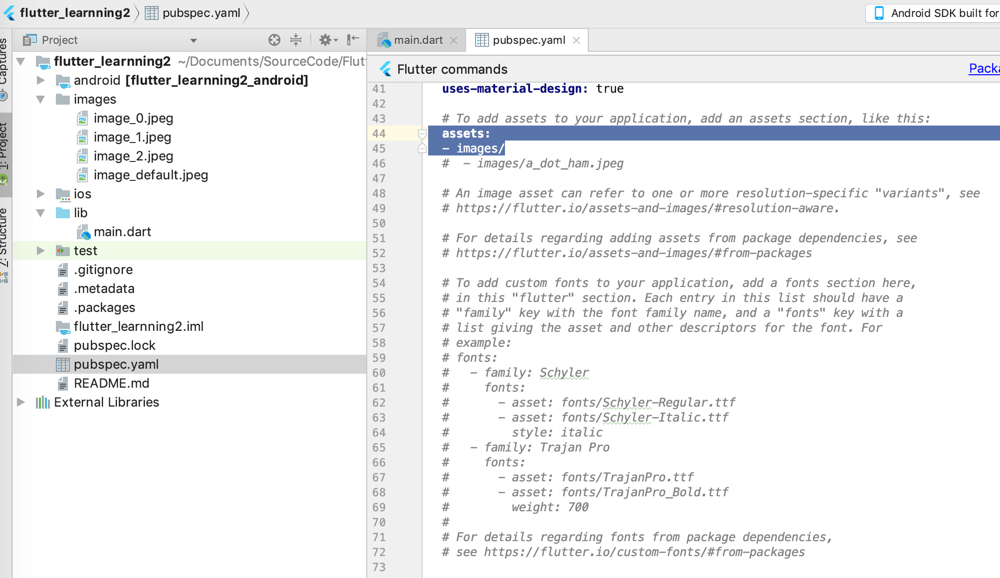 flutter_learnning2
pubspec.yaml
Android SDK built for
Captures
1: Project
7: Structure
Project
flutter_learnning2 ~/Documents/SourceCode/Flut
android [flutter_learnning2_android]
images
image_0.jpeg
image_1.jpeg
image_2.jpeg
image_default.jpeg
ios
lib
main.dart
test
.gitignore
.metadata
.packages
flutter_learnning2.iml
pubspec.lock
pubspec.yaml
README.md
External Libraries
main.dart
pubspec.yaml
Flutter commands
Packa
41 uses-material-design: true
42
43 # To add assets to your application, add an assets section, like this:
44 assets:
45 - images/
46 #  - images/a_dot_ham.jpeg
47
48 # An image asset can refer to one or more resolution-specific "variants", see
49 # https://flutter.io/assets-and-images/#resolution-aware.
50
51 # For details regarding adding assets from package dependencies, see
52 # https://flutter.io/assets-and-images/#from-packages
53
54 # To add custom fonts to your application, add a fonts section here,
55 # in this "flutter" section. Each entry in this list should have a
56 # "family" key with the font family name, and a "fonts" key with a
57 # list giving the asset and other descriptors for the font. For
58 # example:
59 # fonts:
60 #   - family: Schyler
61 #     fonts:
62 #       - asset: fonts/Schyler-Regular.ttf
63 #       - asset: fonts/Schyler-Italic.ttf
64 #         style: italic
65 #   - family: Trajan Pro
66 #     fonts:
67 #       - asset: fonts/TrajanPro.ttf
68 #       - asset: fonts/TrajanPro_Bold.ttf
69 #         weight: 700
70 #
71 # For details regarding fonts from package dependencies,
72 # see https://flutter.io/custom-fonts/#from-packages
73